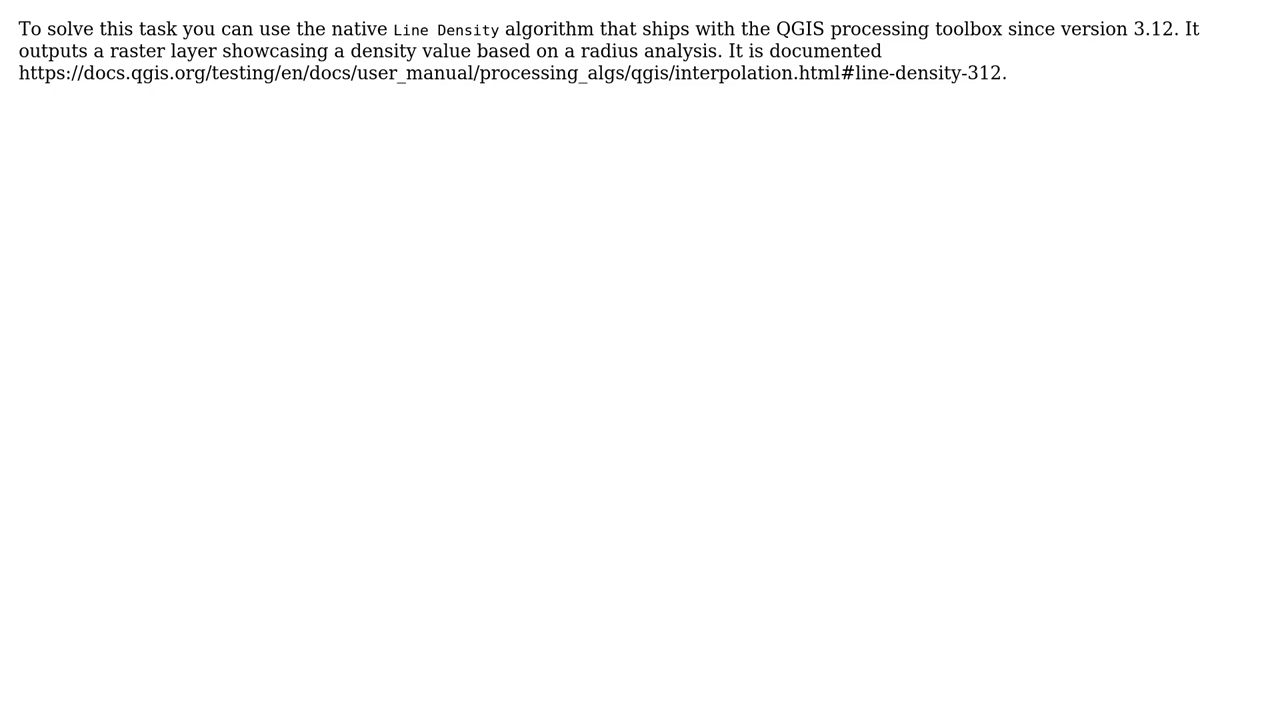 To solve this task you can use the native Line Density algorithm that ships with the QGIS processing toolbox since version 3.12. It
outputs a raster layer showcasing a density value based on a radius analysis. It is documented
https://docs.qgis.org/testing/en/docs/user_manual/processing_algs/qgis/interpolation.html#line-density-312.